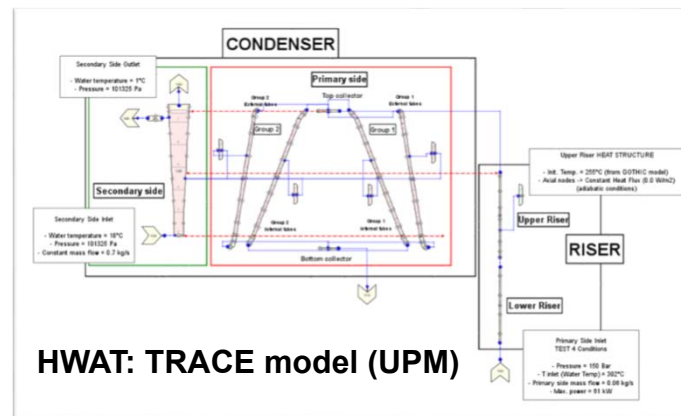 CONDENSER
Secondary Side Outlet
- Water temperature = 1ºC
- Pressure = 101325 Pa
Primary side
Group 2
External tubes
Top collector
Group 1
External tubes
Group 2
Group 1
Secondary side
Upper Riser HEAT STRUCTURE
- Init. Temp. = 255ºC (from GOTHIC model)
- Axial nodes -> Constant Heat Flux (0.0 W/m2)
(adiabatic conditions)
Secondary Side Inlet
- Water temperature = 18ºC
- Pressure = 101325 Pa
- Constant mass flow = 0.7 kg/s
Group 2
Internal tubes
Group 1
Internal tubes
Bottom collector
Upper Riser
RISER
Lower Riser
Primary Side Inlet
TEST 4 Conditions
- Pressure = 150 Bar
- T inlet (Water Temp) = 302ºC
- Primary side mass flow = 0.06 kg/s
- Max. power = 91 kW
HWAT: TRACE model (UPM)